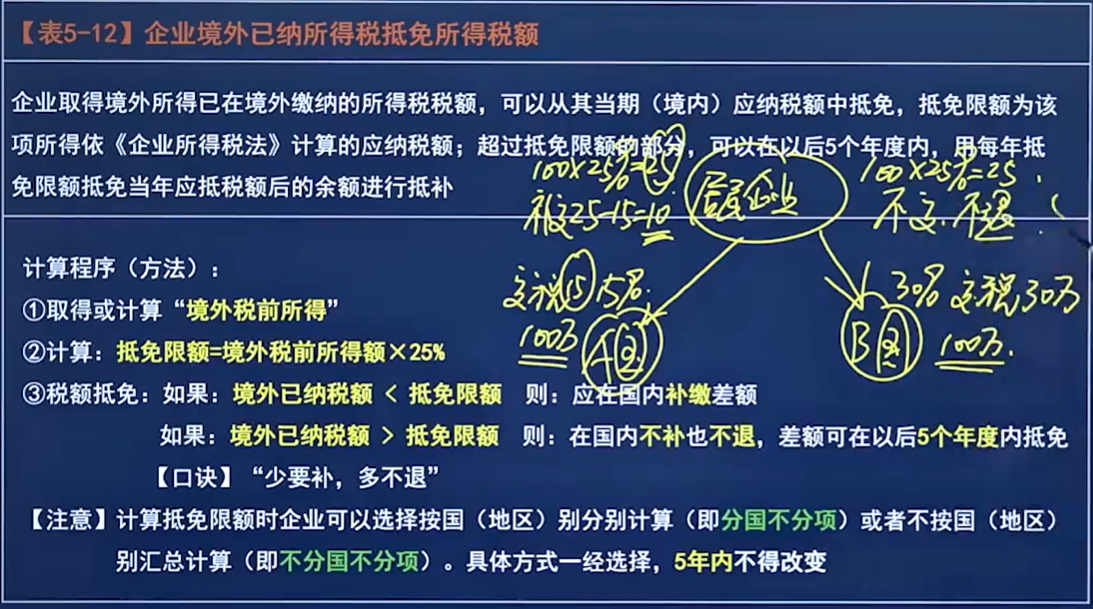 【表5-12】企业境外已纳所得税抵免所得税额
企业取得境外所得已在境外缴纳的所得税税额，可以从其当期（境内）应纳税额中抵免，抵免限额为该
项所得依《企业所得税法》计算的应纳税额；超过抵免限额的部分，可以在以后5个年度内，用每年抵
免限额抵免当年应抵税额后的余额进行抵补
100×25%=25
补交25-15=10
居民企业
100×25%=25
不交.不退
计算程序（方法）：
①取得或计算“境外税前所得”
②计算：抵免限额=境外税前所得额×25%
交税15 15%
100万
A国
30% 交税30万
B国
100万.
③税额抵免：如果：境外已纳税额 < 抵免限额 则：应在国内补缴差额
如果：境外已纳税额 > 抵免限额 则：在国内不补也不退，差额可在以后5个年度内抵免
【口诀】“少要补，多不退”
【注意】计算抵免限额时企业可以选择按国（地区）别分别计算（即分国不分项）或者不按国（地区）
别汇总计算（即不分国不分项）。具体方式一经选择，5年内不得改变